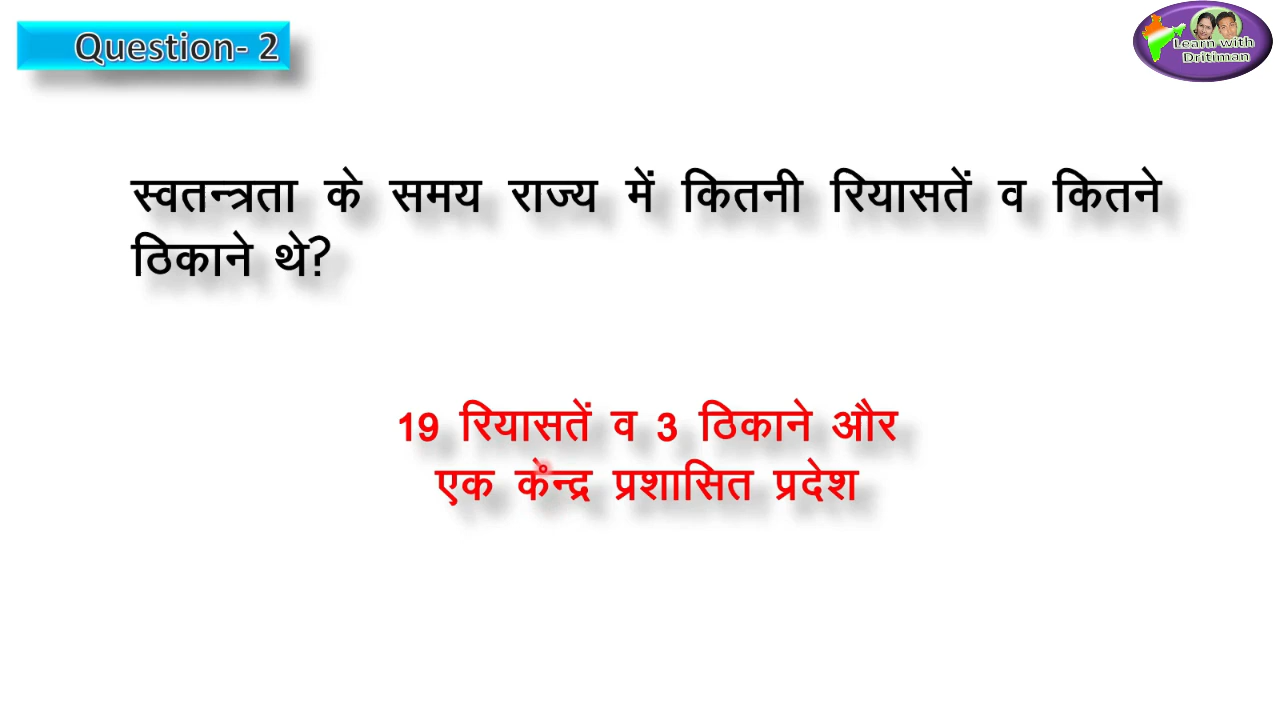 Question- 2
Learn with
Dritiman
स्वतन्त्रता के समय राज्य में कितनी रियासतें व कितने
ठिकाने थे?
19 रियासतें व 3 ठिकाने और
एक केन्द्र प्रशासित प्रदेश